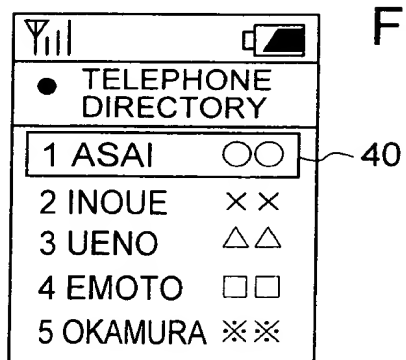 F
● TELEPHONE
DIRECTORY
1 ASAI ○○
40
2 INOUE ××
3 UENO △△
4 EMOTO □□
5 OKAMURA ※※